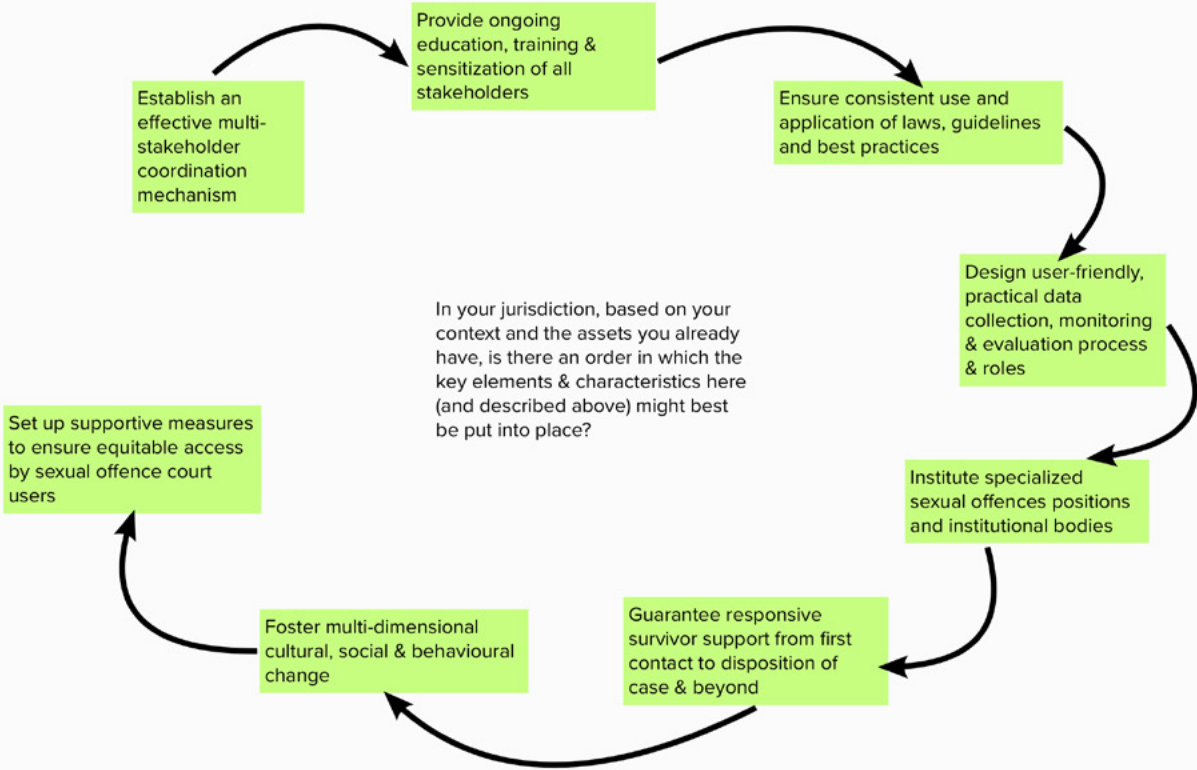 Provide ongoing
education, training &
sensitization of all
stakeholders
Establish an
effective multi-
stakeholder
coordination
mechanism
Ensure consistent use and
application of laws, guidelines
and best practices
Design user-friendly,
practical data
collection, monitoring
& evaluation process
& roles
In your jurisdiction, based on your
context and the assets you already
have, is there an order in which the
key elements & characteristics here
(and described above) might best
be put into place?
Set up supportive measures
to ensure equitable access
by sexual offence court
users
Institute specialized
sexual offences positions
and institutional bodies
Guarantee responsive
survivor support from first
contact to disposition of
case & beyond
Foster multi-dimensional
cultural, social & behavioural
change